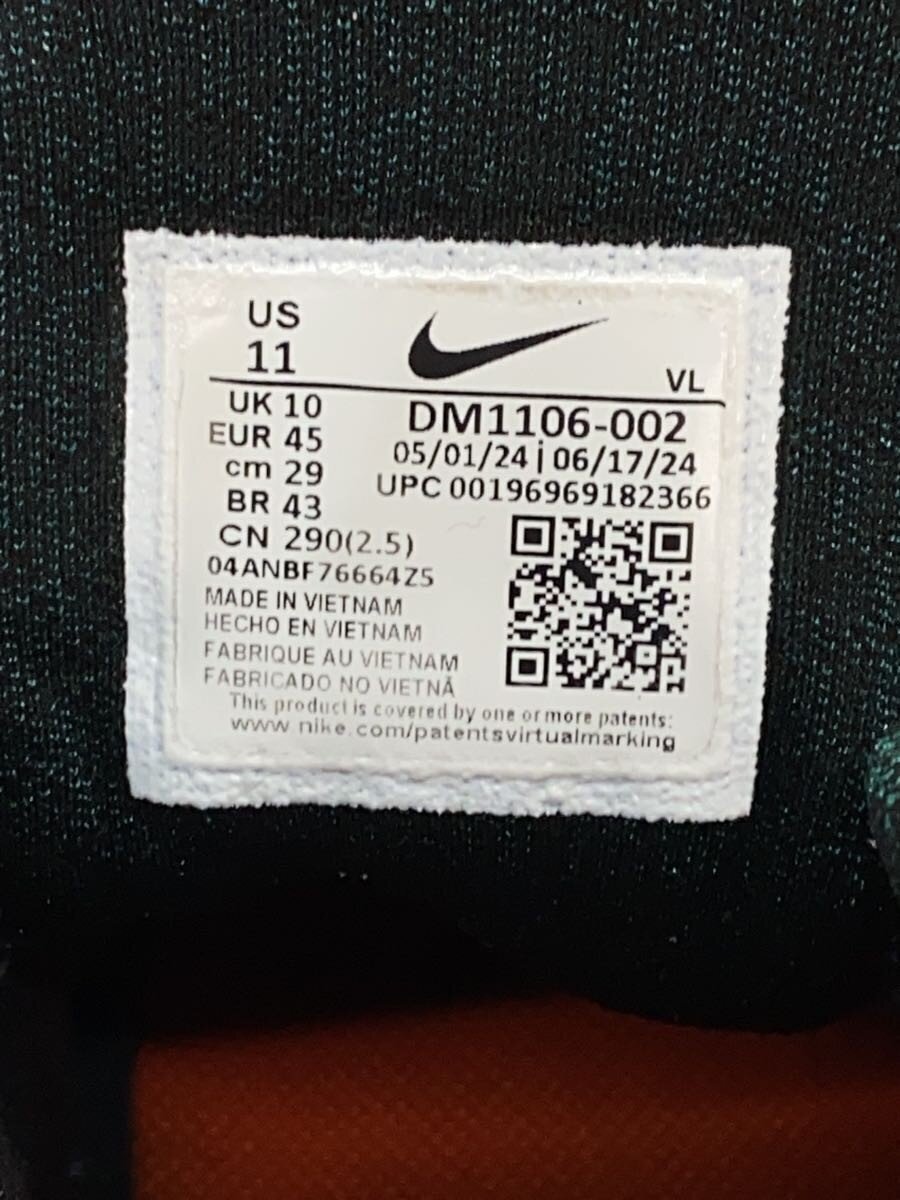 US
11
VL
UK 10
EUR 45
cm 29
BR 43
CN 290(2.5)
DM1106-002
05/01/24 | 06/17/24
UPC 00196969182366
04ANBF76664Z5
MADE IN VIETNAM
HECHO EN VIETNAM
FABRIQUE AU VIETNAM
FABRICADO NO VIETNÃ
This product is covered by one or more patents:
www.nike.com/patentsvirtualmarking